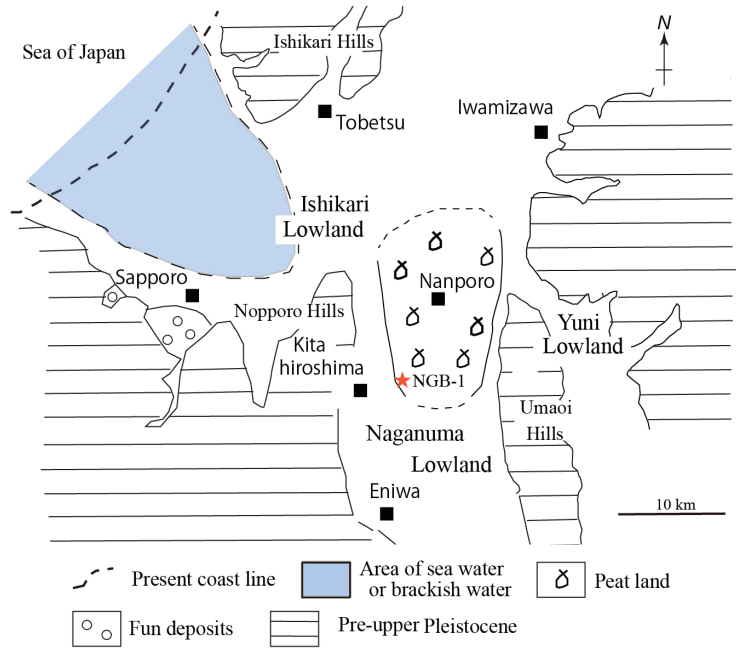 Sea of Japan
Ishikari Hills
N
Tobetsu
Iwamizawa
Ishikari
Lowland
Sapporo
Nopporo Hills
Nanporo
Kita
hiroshima
Yuni
Lowland
NGB-1
Umaoi
Hills
Naganuma
Lowland
Eniwa
10 km
Present coast line
Area of sea water
or brackish water
Peat land
Fun deposits
Pre-upper Pleistocene